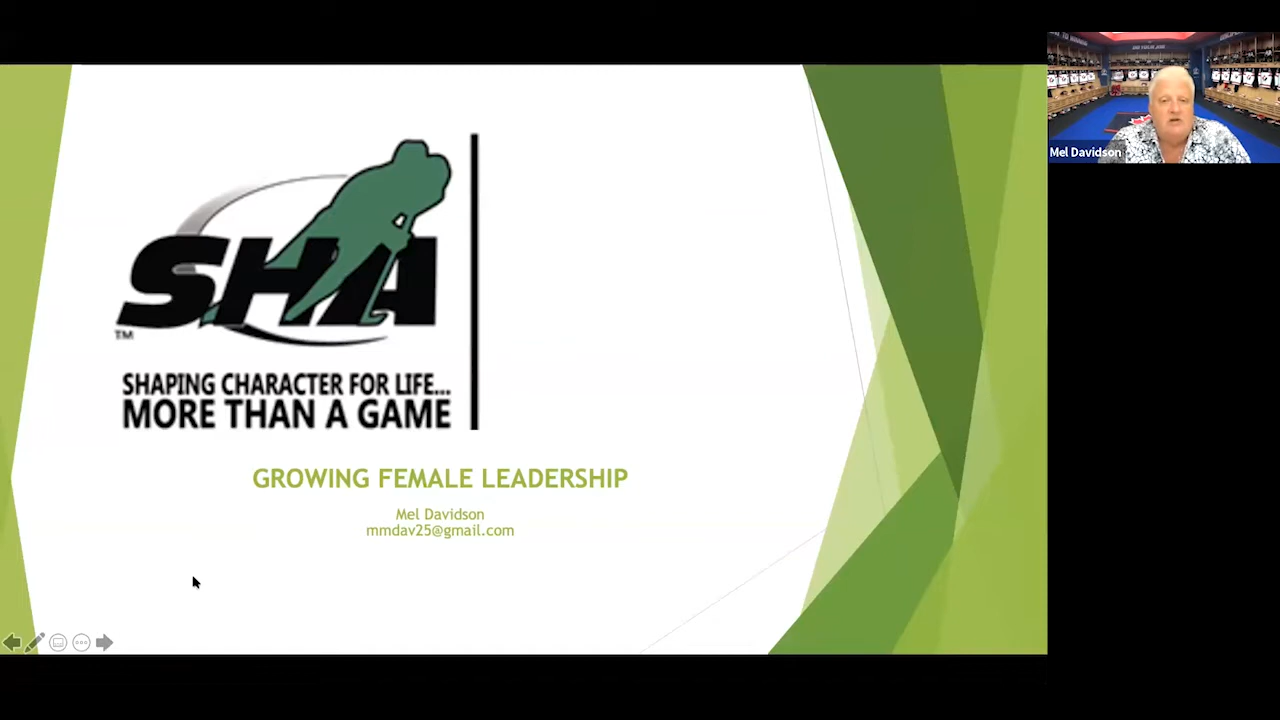 SHA
TM
SHAPING CHARACTER FOR LIFE...
MORE THAN A GAME
GROWING FEMALE LEADERSHIP
Mel Davidson
mmdav25@gmail.com
Mel Davidson